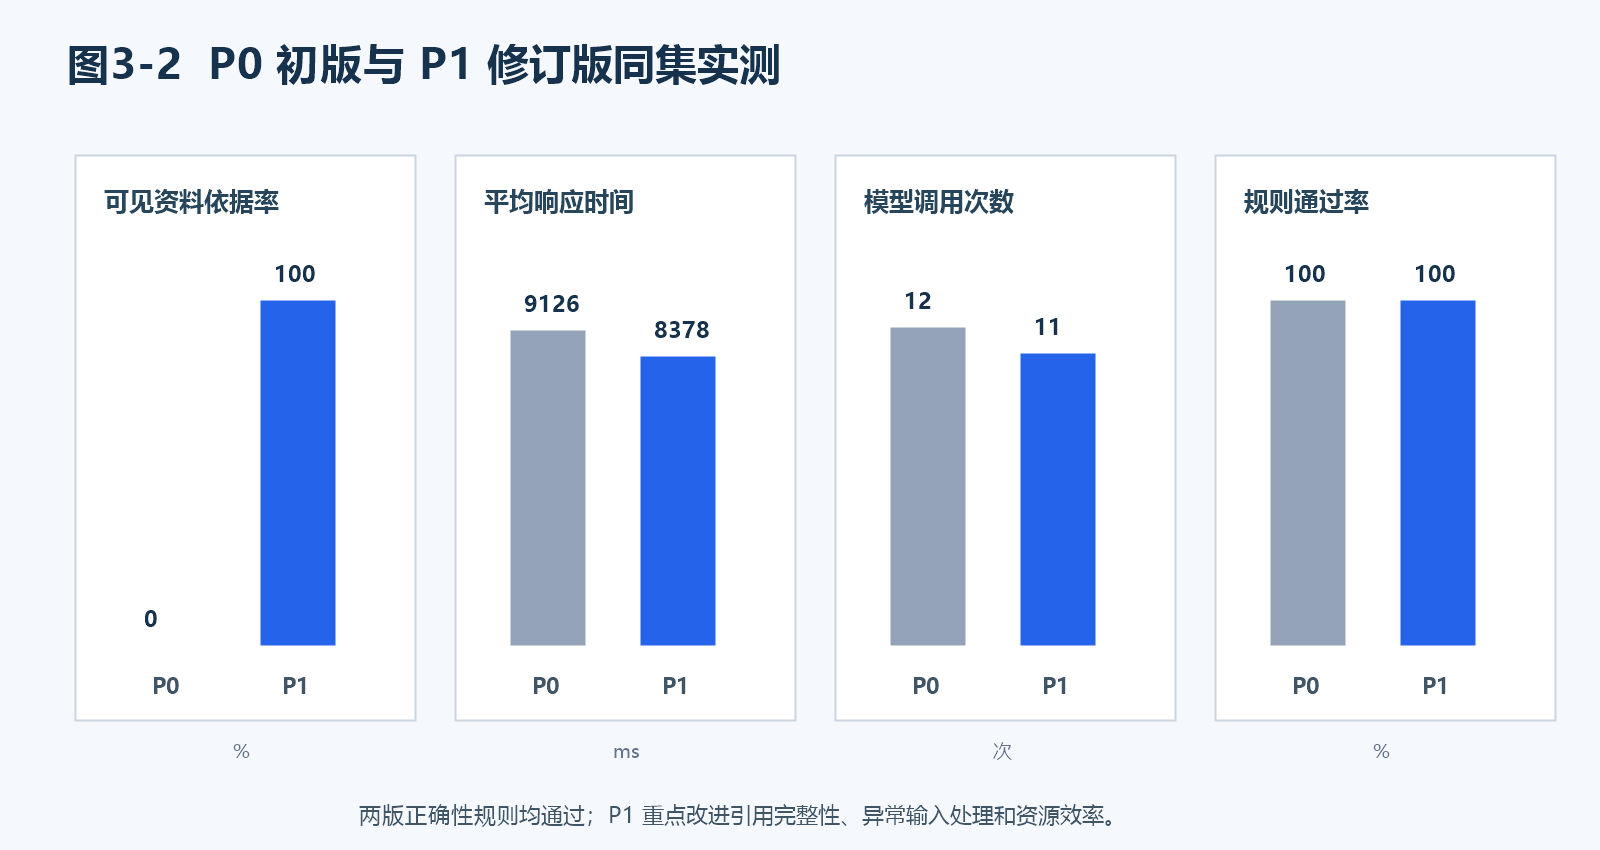 图3-2 P0 初版与 P1 修订版同集实测
可见资料依据率
100
0
P0
P1
%
平均响应时间
9126
8378
P0
P1
ms
模型调用次数
12
11
P0
P1
次
规则通过率
100
100
P0
P1
%
两版正确性规则均通过；P1 重点改进引用完整性、异常输入处理和资源效率。